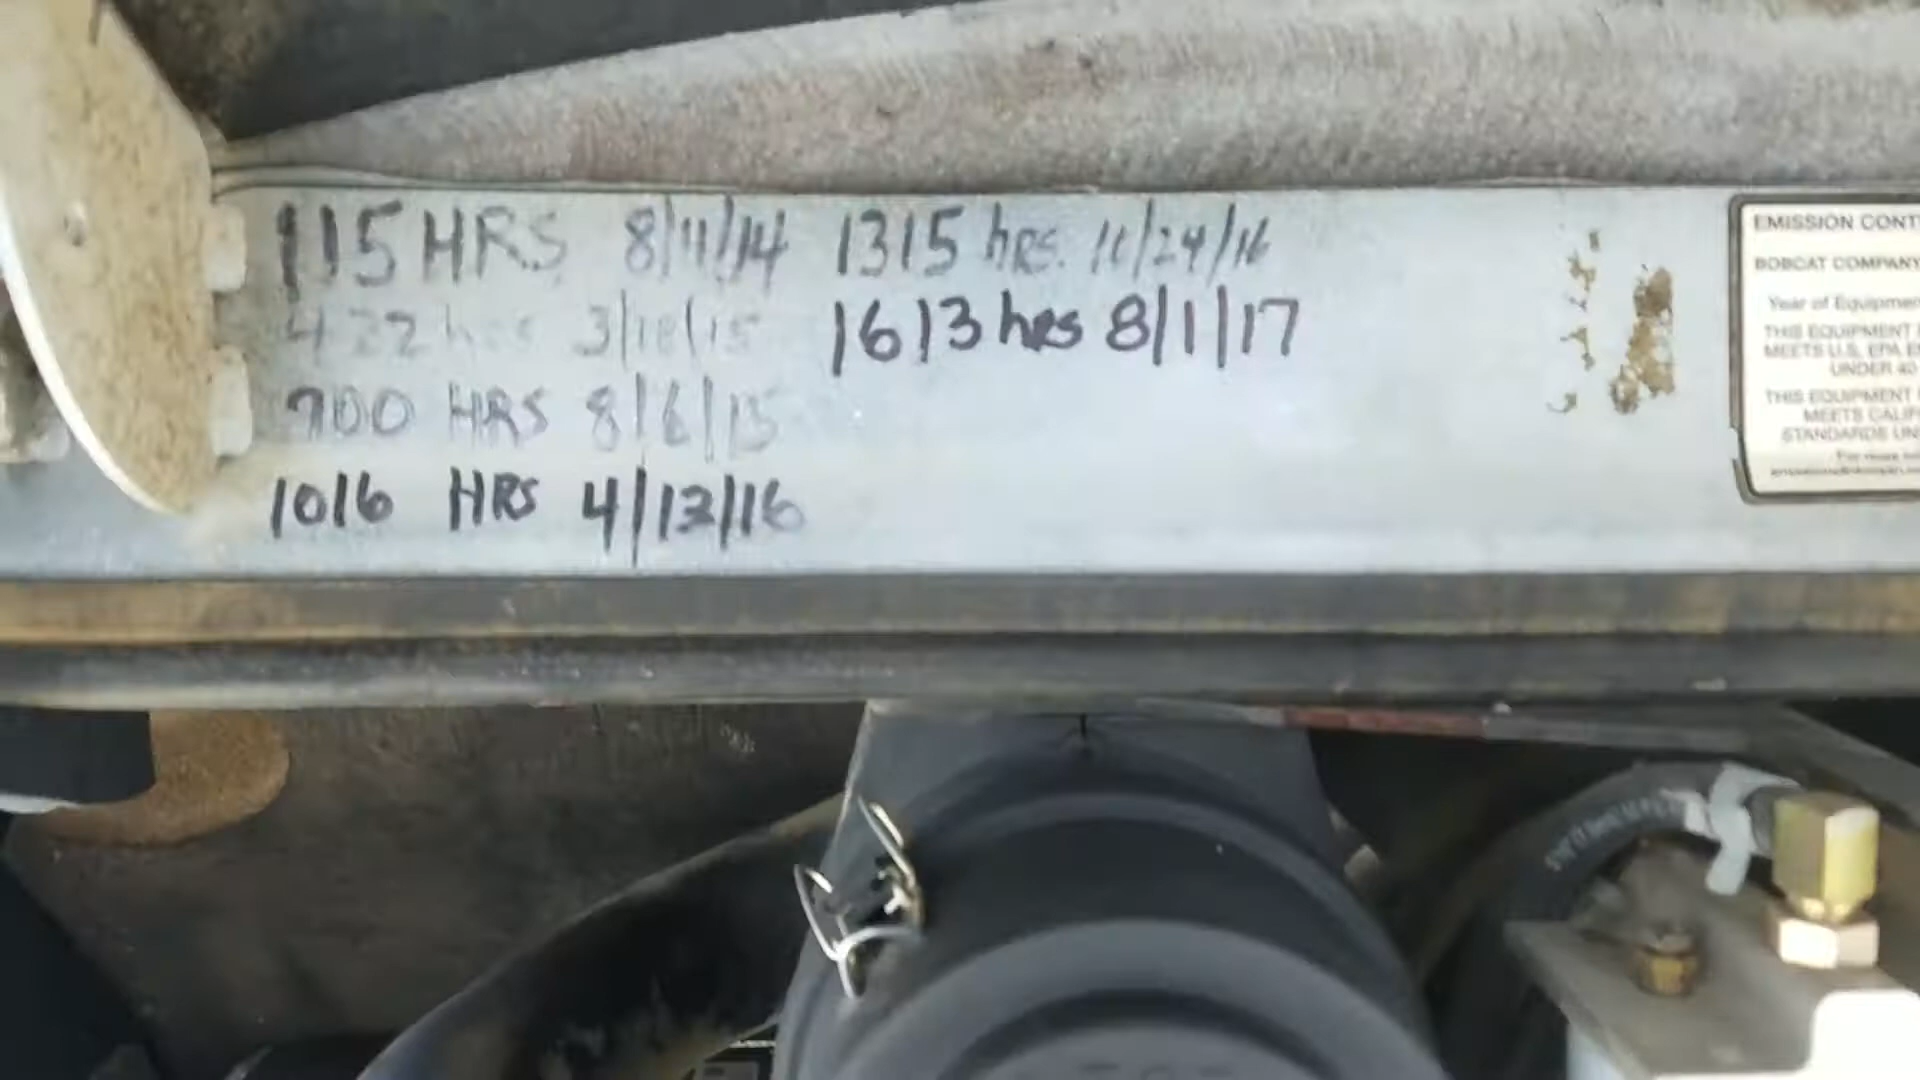 115 HRS 8/11/14
422 hrs 3/18/15
700 HRS 8/6/15
1016 HRS 4/13/16
1315 hrs. 11/24/16
1613 hrs 8/1/17
EMISSION CONT
BOBCAT COMPANY
Year of Equipmen
THIS EQUIPMENT
MEETS U.S. EPA E
UNDER 40
THIS EQUIPMENT
MEETS CALIF
STANDARDS UN